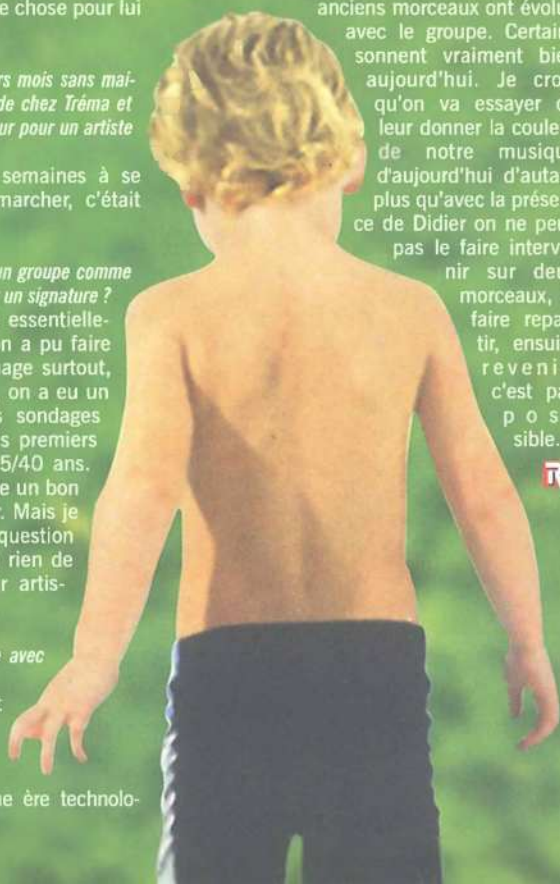 e chose pour lui
rs mois sans mai-
de chez Tréma et
ur pour un artiste
semaines à se
marcher, c'était
un groupe comme
un signature ?
essentielle-
n a pu faire
age surtout,
on a eu un
s sondages
s premiers
5/40 ans.
e un bon
r. Mais je
question
rien de
r artis-
avec
ne ère technolo-
anciens morceaux ont évolu
avec le groupe. Certain
sonnent vraiment bie
aujourd'hui. Je cro
qu'on va essayer
leur donner la coule
de notre musiqu
d'aujourd'hui d'auta
plus qu'avec la prése
ce de Didier on ne peu
pas le faire interv
nir sur deu
morceaux,
faire repa
tir, ensui
reveni
c'est pa
pos
sible.